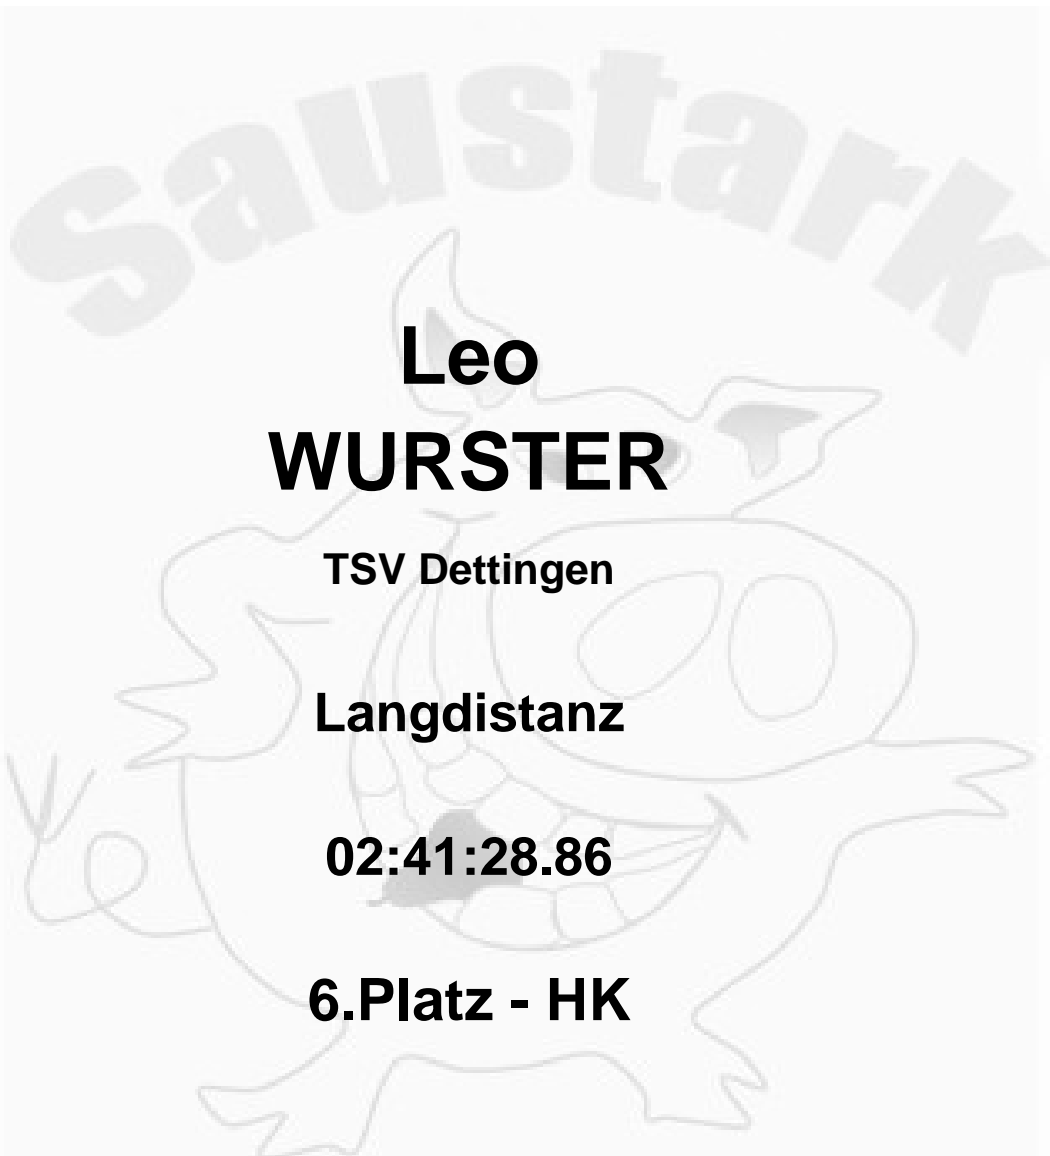 Saustark
Leo
WURSTER
TSV Dettingen
Langdistanz
02:41:28.86
6.Platz - HK